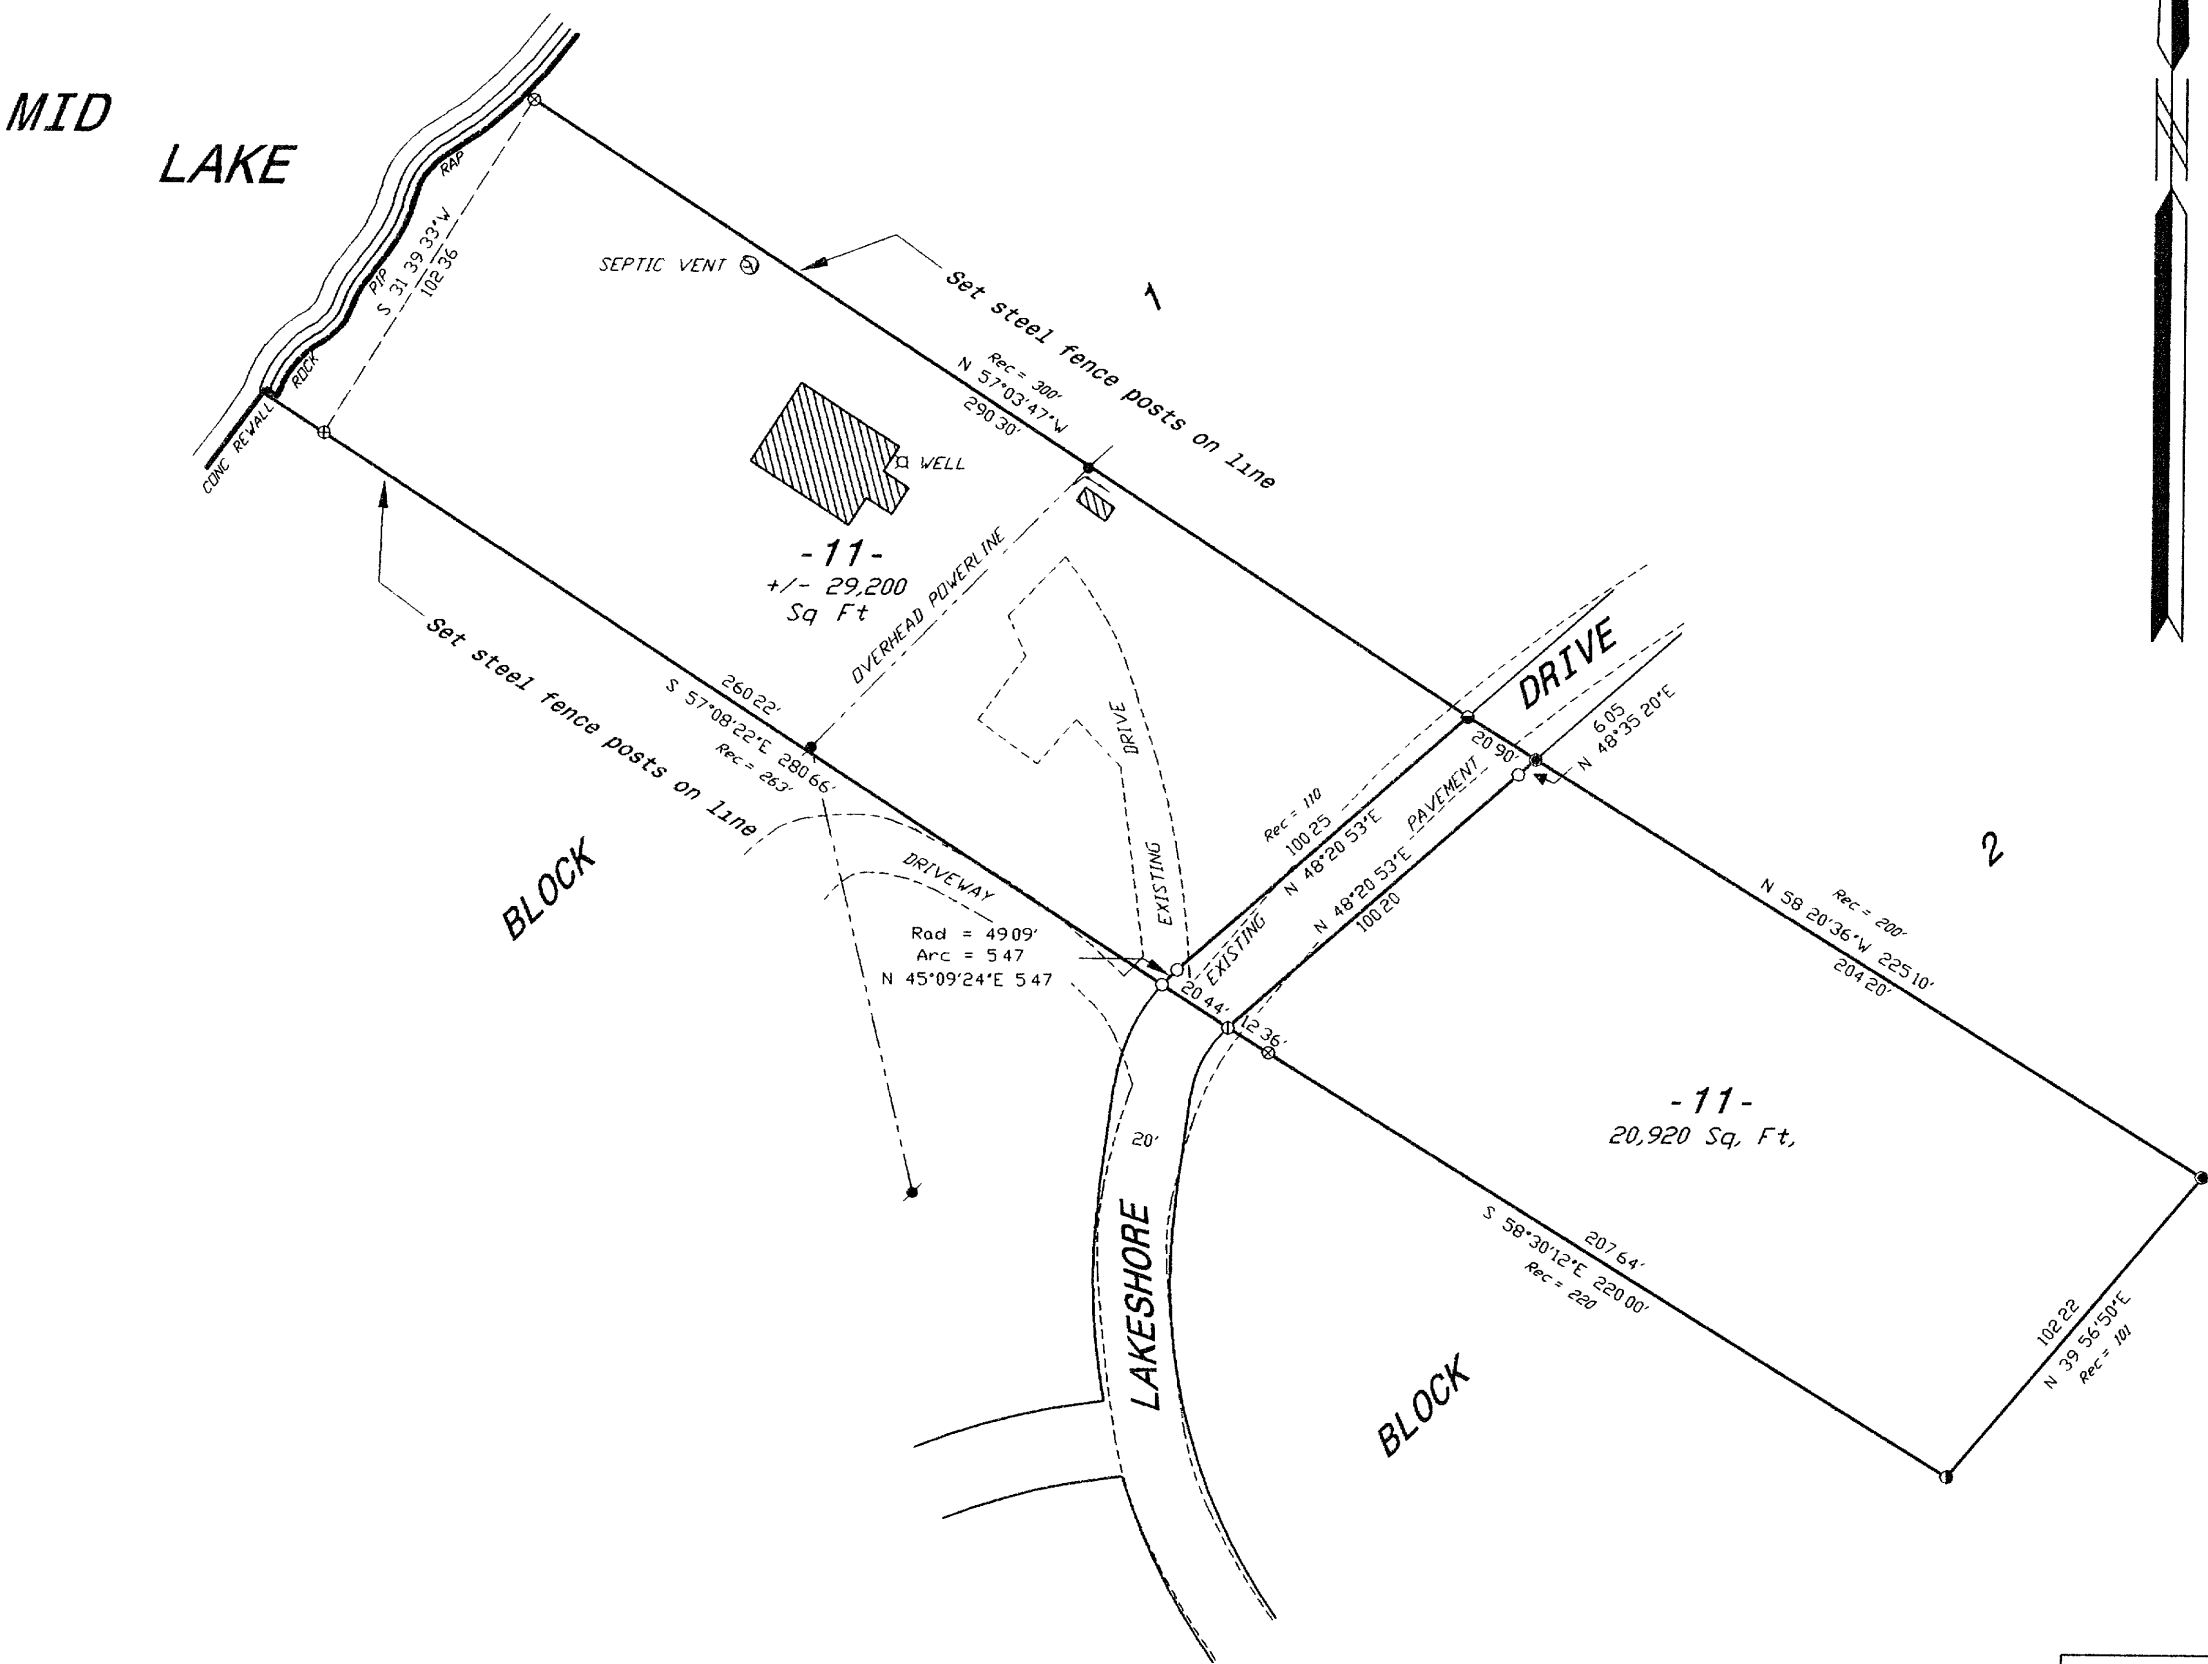 MID
LAKE
RAP
RIP
ROCK
S 31 39 33"W
102 36
CONC REWALL
SEPTIC VENT
Set steel fence posts on line
1
Rec = 300'
N 57°03'47"W
290 30'
WELL
-11-
+/- 29,200
Sq Ft
OVERHEAD POWERLINE
Set steel fence posts on line
260 22'
S 57°08'22"E 280 66'
Rec = 263'
BLOCK
DRIVEWAY
EXISTING DRIVE
Rad = 49 09'
Arc = 5 47
N 45°09'24"E 5 47
DRIVE
20 90'
6 05
N 48°35 20"E
Rec = 110
100 25
N 48°20 53"E
EXISTING PAVEMENT
N 48°20 53"E
100 20
20 44'
12 36'
2
Rec = 200'
N 58 20'36"W 225 10'
204 20'
-11-
20,920 Sq, Ft,
20'
LAKESHORE
207 64'
S 58°30'12"E 220 00'
Rec = 220
102 22
N 39 56'50"E
Rec = 101
BLOCK
N